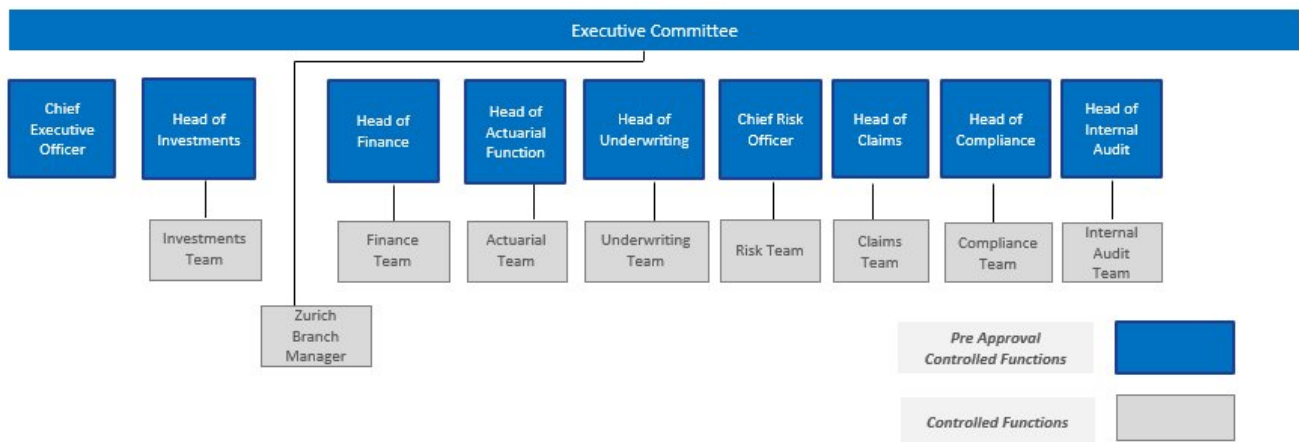 Executive Committee
Chief
Executive
Officer
Head of
Investments
Head of
Finance
Head of
Actuarial
Function
Head of
Underwriting
Chief Risk
Officer
Head of
Claims
Head of
Compliance
Head of
Internal
Audit
Investments
Team
Finance
Team
Actuarial
Team
Underwriting
Team
Risk Team
Claims
Team
Compliance
Team
Internal
Audit
Team
Zurich
Branch
Manager
Pre Approval
Controlled Functions
Controlled Functions